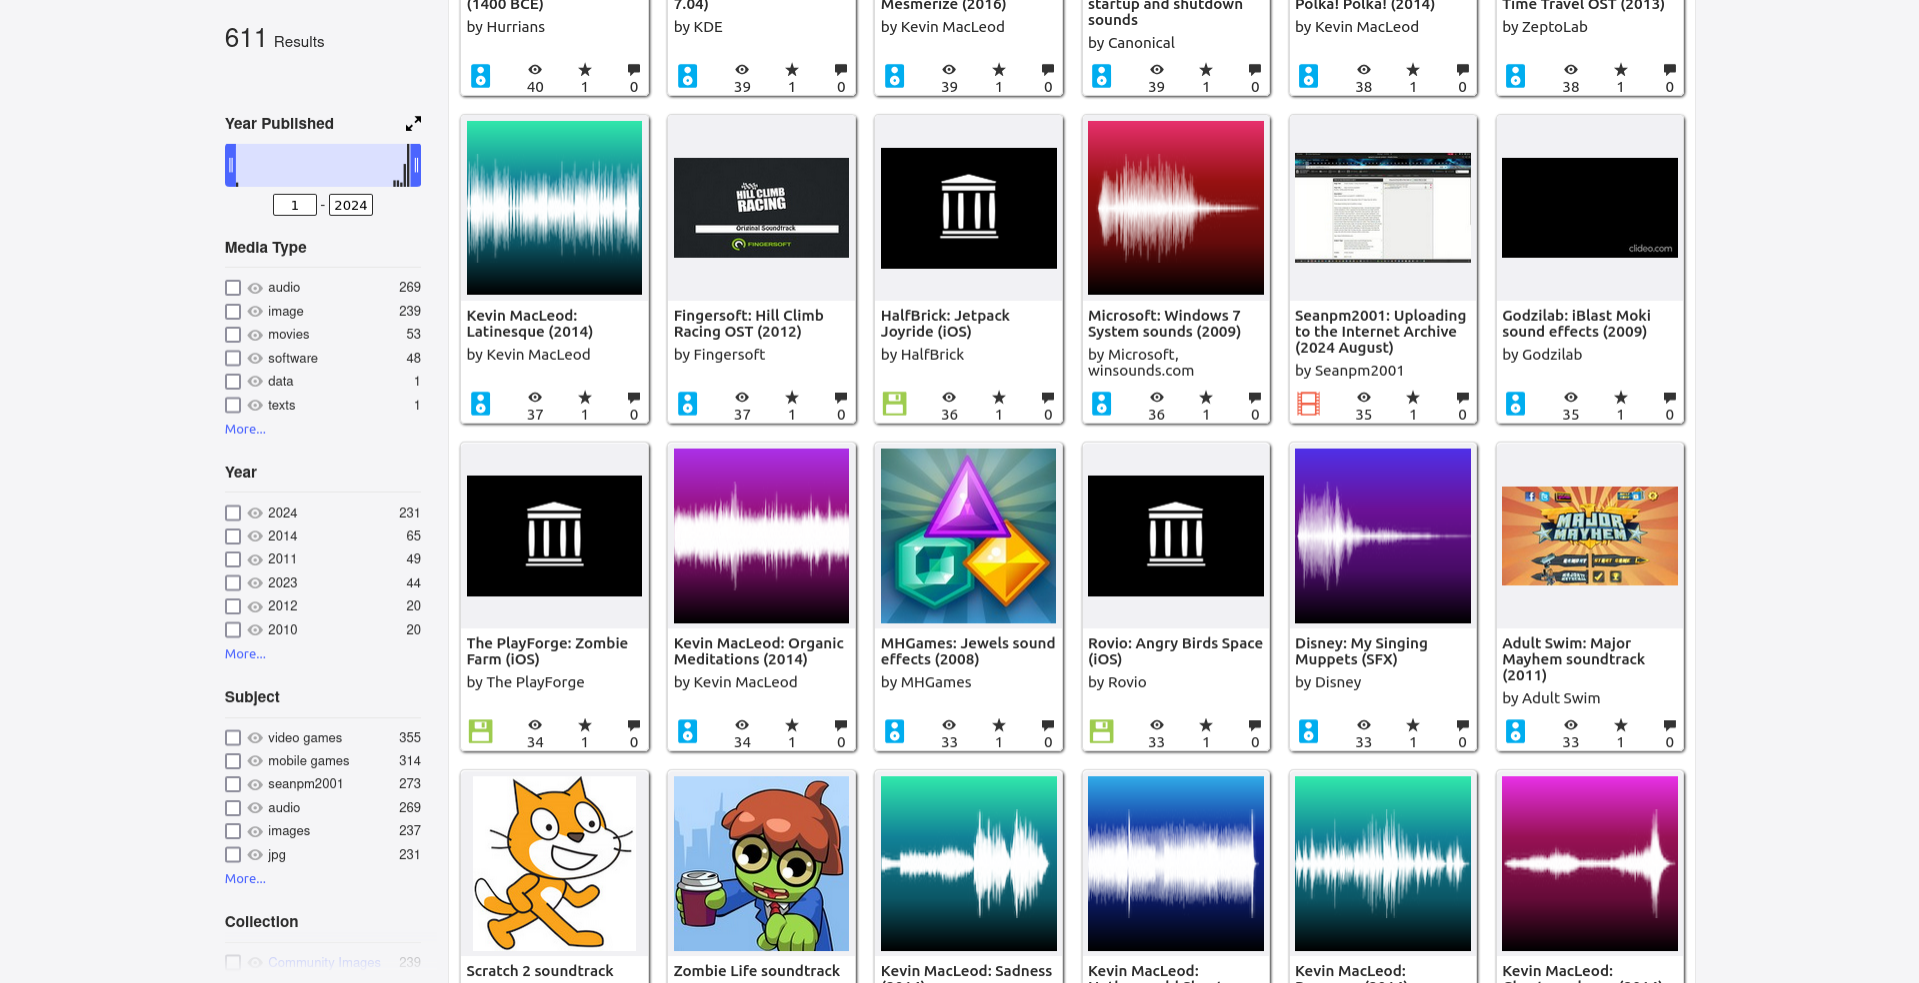 611 Results
Year Published
1 - 2024
Media Type
audio 269
image 239
movies 53
software 48
data 1
texts 1
More...
Year
2024 231
2014 65
2011 49
2023 44
2012 20
2010 20
More...
Subject
video games 355
mobile games 314
seanpm2001 273
audio 269
images 237
jpg 231
More...
Collection
Community Images 239
(1400 BCE)
by Hurrians
40 1 0
7.04)
by KDE
39 1 0
Mesmerize (2016)
by Kevin MacLeod
39 1 0
startup and shutdown
sounds
by Canonical
39 1 0
Polka! Polka! (2014)
by Kevin MacLeod
38 1 0
Time Travel OST (2013)
by ZeptoLab
38 1 0
Kevin MacLeod:
Latinesque (2014)
by Kevin MacLeod
37 1 0
HILL CLIMB
RACING
Original Soundtrack
FINGERSOFT
Fingersoft: Hill Climb
Racing OST (2012)
by Fingersoft
37 1 0
HalfBrick: Jetpack
Joyride (iOS)
by HalfBrick
36 1 0
Microsoft: Windows 7
System sounds (2009)
by Microsoft,
winsounds.com
36 1 0
Seanpm2001: Uploading
to the Internet Archive
(2024 August)
by Seanpm2001
35 1 0
clideo.com
Godzilab: iBlast Moki
sound effects (2009)
by Godzilab
35 1 0
The PlayForge: Zombie
Farm (iOS)
by The PlayForge
34 1 0
Kevin MacLeod: Organic
Meditations (2014)
by Kevin MacLeod
34 1 0
MHGames: Jewels sound
effects (2008)
by MHGames
33 1 0
Rovio: Angry Birds Space
(iOS)
by Rovio
33 1 0
Disney: My Singing
Muppets (SFX)
by Disney
33 1 0
MAJOR
MAYHEM
Adult Swim: Major
Mayhem soundtrack
(2011)
by Adult Swim
33 1 0
Scratch 2 soundtrack
Zombie Life soundtrack
Kevin MacLeod: Sadness
Kevin MacLeod:
Kevin MacLeod:
Kevin MacLeod: